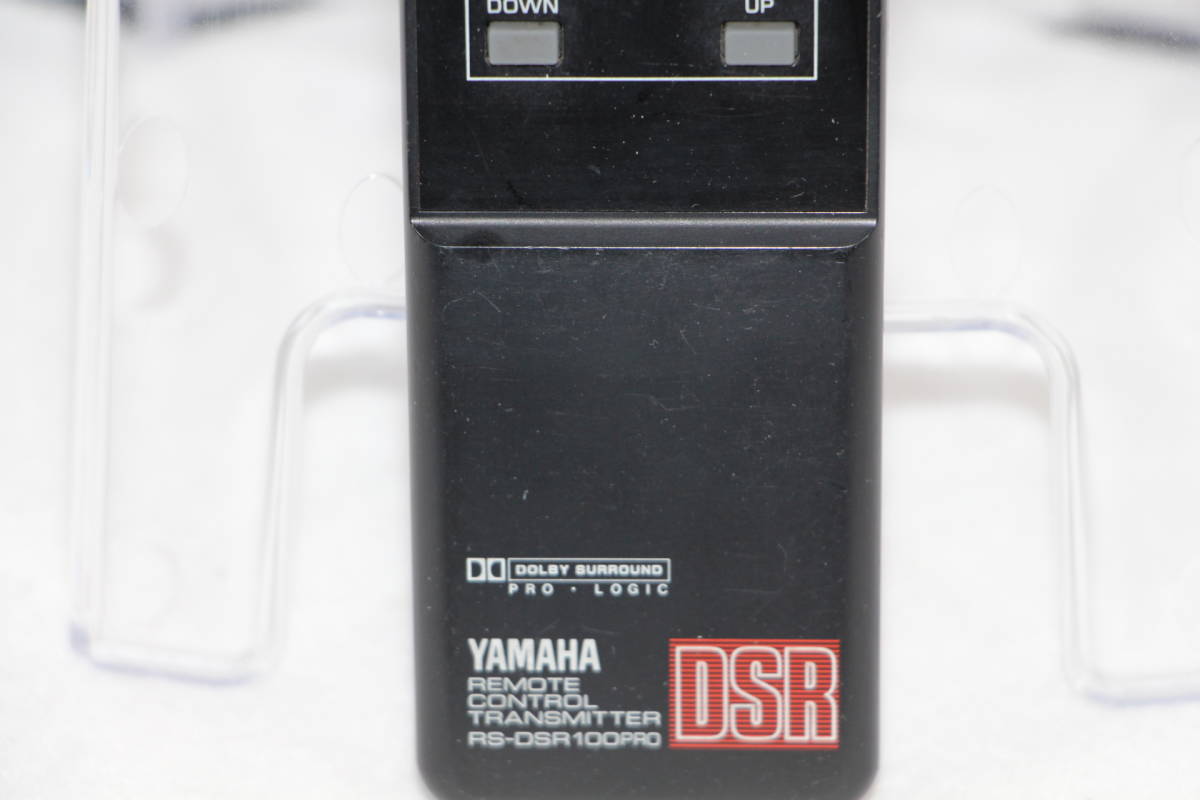 DOWN UP
DOLBY SURROUND
PRO · LOGIC
YAMAHA
REMOTE
CONTROL
TRANSMITTER
RS-DSR100PRO
DSR